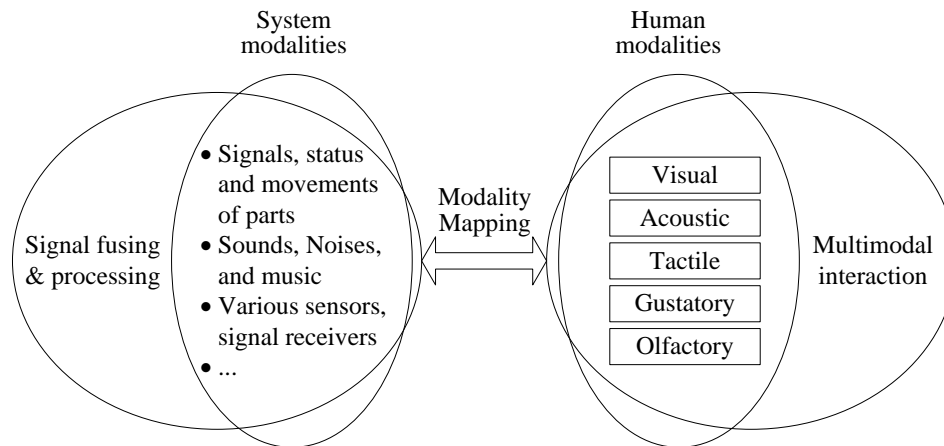 System
modalities
Human
modalities
Signal fusing
& processing
• Signals, status
and movements
of parts
• Sounds, Noises,
and music
• Various sensors,
signal receivers
• ...
Modality
Mapping
Visual
Acoustic
Tactile
Gustatory
Olfactory
Multimodal
interaction